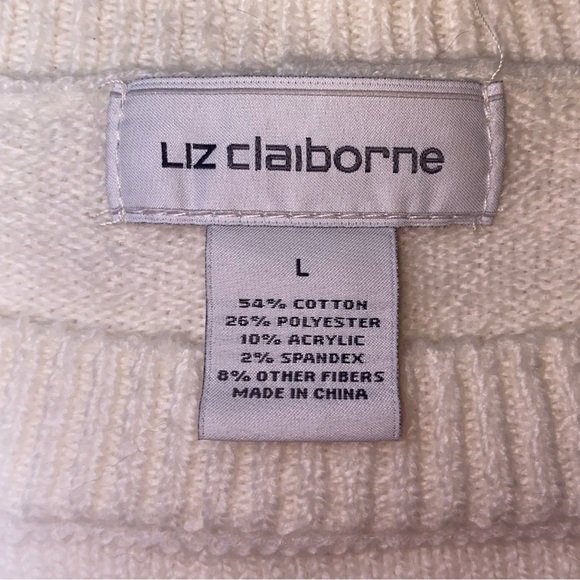 LIZ claiborne
L
54% COTTON
26% POLYESTER
10% ACRYLIC
2% SPANDEX
8% OTHER FIBERS
MADE IN CHINA